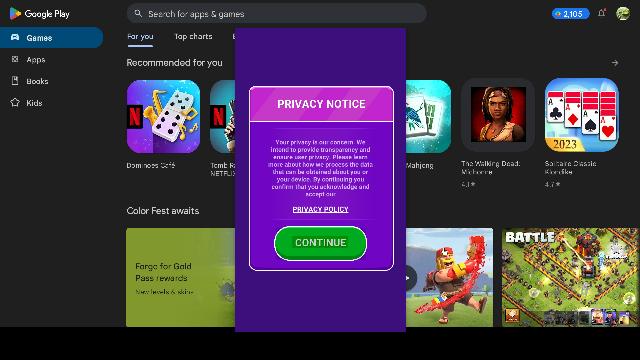 Google Play
Search for apps & games
2,105
Games
Apps
Books
Kids
For you
Top charts
Recommended for you
PRIVACY NOTICE
Your privacy is our concern. We
intend to provide transparency and
ensure user privacy. Please learn
more about how we process the data
that can be obtained about you or
your device. By continuing you
confirm that you acknowledge and
accept our
PRIVACY POLICY
CONTINUE
N
N
2023
Dominoes Café
Tomb Ra
NETFLIX
Mahjong
The Walking Dead:
Michonne
4.1★
Solitaire Classic
Klondike
4.7★
Color Fest awaits
Forge for Gold
Pass rewards
New levels & skins
BATTLE